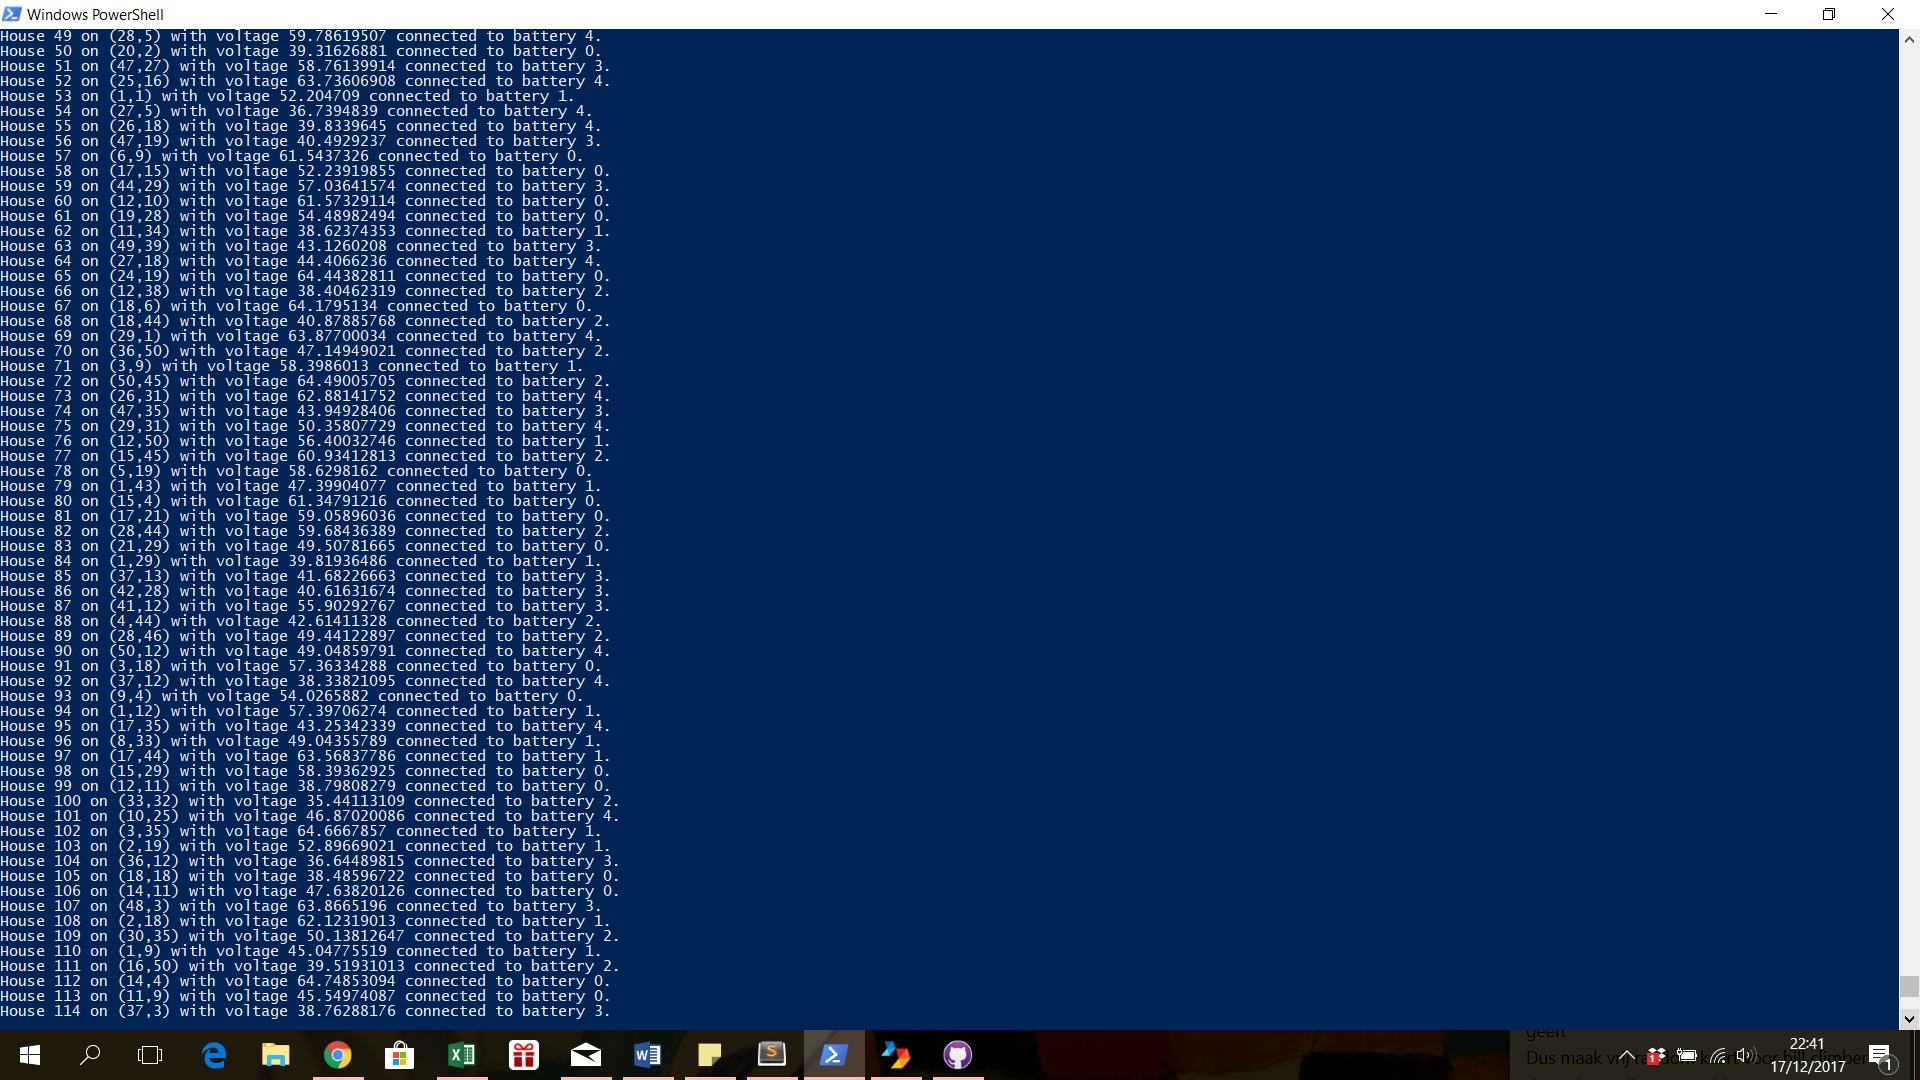 Windows PowerShell
House 49 on (28,5) with voltage 59.78619507 connected to battery 4.
House 50 on (20,2) with voltage 39.31626881 connected to battery 0.
House 51 on (47,27) with voltage 58.76139914 connected to battery 3.
House 52 on (25,16) with voltage 63.73606908 connected to battery 4.
House 53 on (1,1) with voltage 52.204709 connected to battery 1.
House 54 on (27,5) with voltage 36.7394839 connected to battery 4.
House 55 on (26,18) with voltage 39.8339645 connected to battery 4.
House 56 on (47,19) with voltage 40.4929237 connected to battery 3.
House 57 on (6,9) with voltage 61.5437326 connected to battery 0.
House 58 on (17,15) with voltage 52.23919855 connected to battery 0.
House 59 on (44,29) with voltage 57.03641574 connected to battery 3.
House 60 on (12,10) with voltage 61.57329114 connected to battery 0.
House 61 on (19,28) with voltage 54.48982494 connected to battery 0.
House 62 on (11,34) with voltage 38.62374353 connected to battery 1.
House 63 on (49,39) with voltage 43.1260208 connected to battery 3.
House 64 on (27,18) with voltage 44.4066236 connected to battery 4.
House 65 on (24,19) with voltage 64.44382811 connected to battery 0.
House 66 on (12,38) with voltage 38.40462319 connected to battery 2.
House 67 on (18,6) with voltage 64.1795134 connected to battery 0.
House 68 on (18,44) with voltage 40.87885768 connected to battery 2.
House 69 on (29,1) with voltage 63.87700034 connected to battery 4.
House 70 on (36,50) with voltage 47.14949021 connected to battery 2.
House 71 on (3,9) with voltage 58.3986013 connected to battery 1.
House 72 on (50,45) with voltage 64.49005705 connected to battery 2.
House 73 on (26,31) with voltage 62.88141752 connected to battery 4.
House 74 on (47,35) with voltage 43.94928406 connected to battery 3.
House 75 on (29,31) with voltage 50.35807729 connected to battery 4.
House 76 on (12,50) with voltage 56.40032746 connected to battery 1.
House 77 on (15,45) with voltage 60.93412813 connected to battery 2.
House 78 on (5,19) with voltage 58.6298162 connected to battery 0.
House 79 on (1,43) with voltage 47.39904077 connected to battery 1.
House 80 on (15,4) with voltage 61.34791216 connected to battery 0.
House 81 on (17,21) with voltage 59.05896036 connected to battery 0.
House 82 on (28,44) with voltage 59.68436389 connected to battery 2.
House 83 on (21,29) with voltage 49.50781665 connected to battery 0.
House 84 on (1,29) with voltage 39.81936486 connected to battery 1.
House 85 on (37,13) with voltage 41.68226663 connected to battery 3.
House 86 on (42,28) with voltage 40.61631674 connected to battery 3.
House 87 on (41,12) with voltage 55.90292767 connected to battery 3.
House 88 on (4,44) with voltage 42.61411328 connected to battery 2.
House 89 on (28,46) with voltage 49.44122897 connected to battery 2.
House 90 on (50,12) with voltage 49.04859791 connected to battery 4.
House 91 on (3,18) with voltage 57.36334288 connected to battery 0.
House 92 on (37,12) with voltage 38.33821095 connected to battery 4.
House 93 on (9,4) with voltage 54.0265882 connected to battery 0.
House 94 on (1,12) with voltage 57.39706274 connected to battery 1.
House 95 on (17,35) with voltage 43.25342339 connected to battery 4.
House 96 on (8,33) with voltage 49.04355789 connected to battery 1.
House 97 on (17,44) with voltage 63.56837786 connected to battery 1.
House 98 on (15,29) with voltage 58.39362925 connected to battery 0.
House 99 on (12,11) with voltage 38.79808279 connected to battery 0.
House 100 on (33,32) with voltage 35.44113109 connected to battery 2.
House 101 on (10,25) with voltage 46.87020086 connected to battery 4.
House 102 on (3,35) with voltage 64.6667857 connected to battery 1.
House 103 on (2,19) with voltage 52.89669021 connected to battery 1.
House 104 on (36,12) with voltage 36.64489815 connected to battery 3.
House 105 on (18,18) with voltage 38.48596722 connected to battery 0.
House 106 on (14,11) with voltage 47.63820126 connected to battery 0.
House 107 on (48,3) with voltage 63.8665196 connected to battery 3.
House 108 on (2,18) with voltage 62.12319013 connected to battery 1.
House 109 on (30,35) with voltage 50.13812647 connected to battery 2.
House 110 on (1,9) with voltage 45.04775519 connected to battery 1.
House 111 on (16,50) with voltage 39.51931013 connected to battery 2.
House 112 on (14,4) with voltage 64.74853094 connected to battery 0.
House 113 on (11,9) with voltage 45.54974087 connected to battery 0.
House 114 on (37,3) with voltage 38.76288176 connected to battery 3.
geeft
Dus maak vrij hill climber
22:41
17/12/2017
1